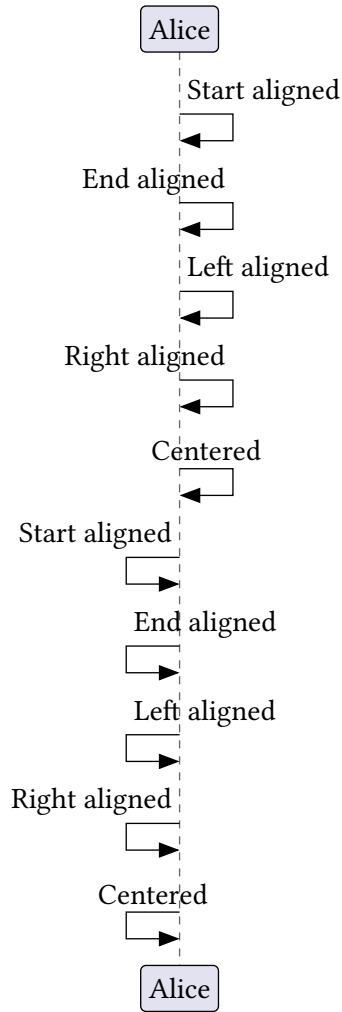 Alice
Start aligned
End aligned
Left aligned
Right aligned
Centered
Start aligned
End aligned
Left aligned
Right aligned
Centered
Alice